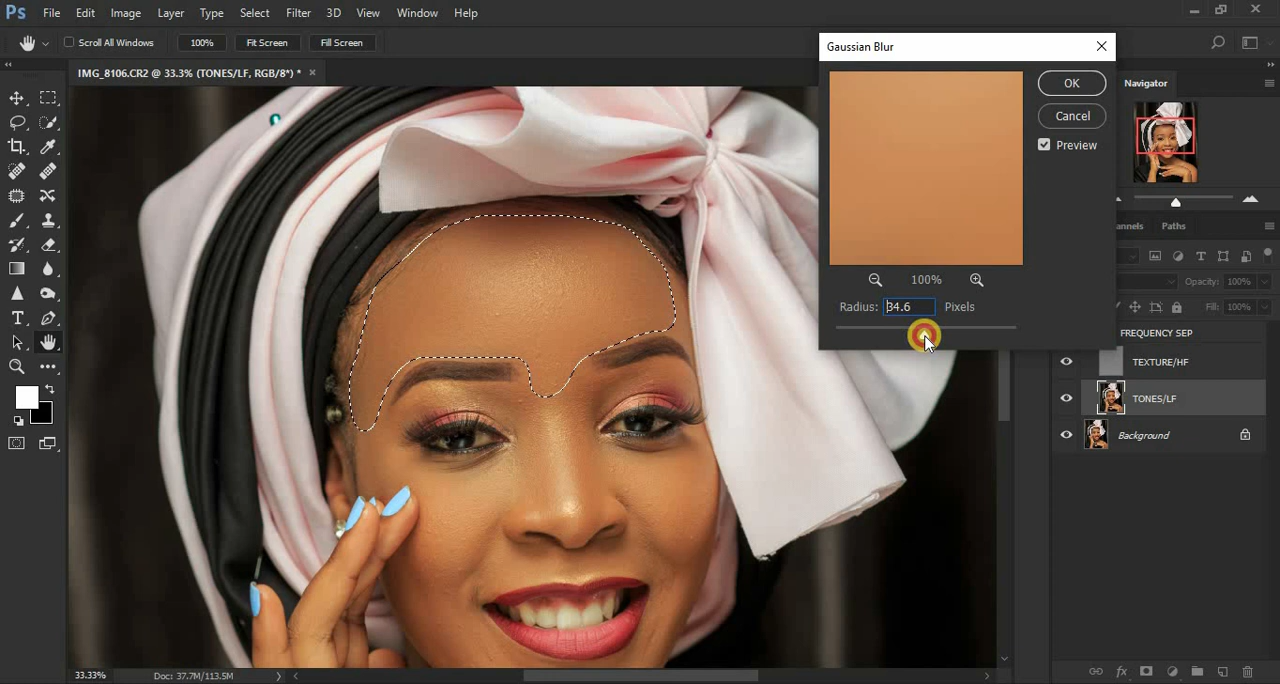 Ps File Edit Image Layer Type Select Filter 3D View Window Help
Scroll All Windows 100% Fit Screen Fill Screen
IMG_8106.CR2 @ 33.3% (TONES/LF, RGB/8*) * ×
Gaussian Blur
OK
Cancel
Preview
100%
Radius: 34.6 Pixels
Navigator
annels Paths
Opacity: 100%
Fill: 100%
FREQUENCY SEP
TEXTURE/HF
TONES/LF
Background
T
fx
33.33% Doc: 37.7M/113.5M